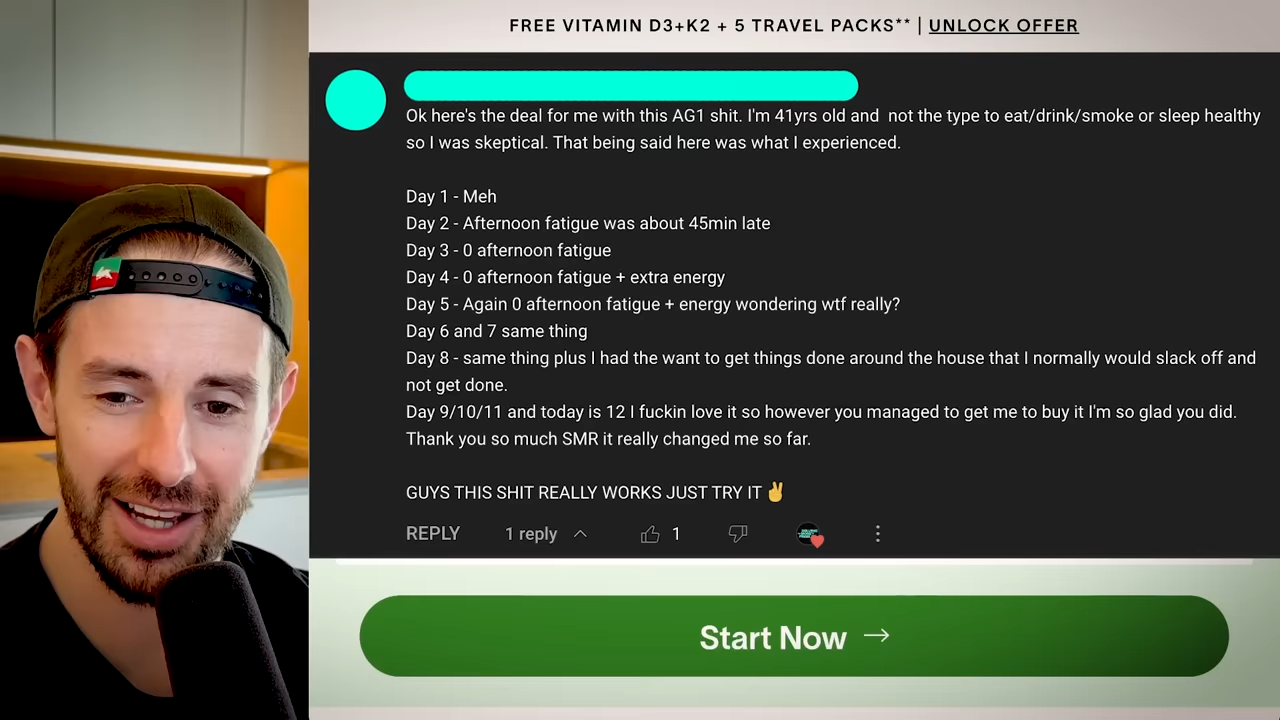 FREE VITAMIN D3+K2 + 5 TRAVEL PACKS** | UNLOCK OFFER
Ok here's the deal for me with this AG1 shit. I'm 41yrs old and  not the type to eat/drink/smoke or sleep healthy
so I was skeptical. That being said here was what I experienced.
Day 1 - Meh
Day 2 - Afternoon fatigue was about 45min late
Day 3 - 0 afternoon fatigue
Day 4 - 0 afternoon fatigue + extra energy
Day 5 - Again 0 afternoon fatigue + energy wondering wtf really?
Day 6 and 7 same thing
Day 8 - same thing plus I had the want to get things done around the house that I normally would slack off and
not get done.
Day 9/10/11 and today is 12 I fuckin love it so however you managed to get me to buy it I'm so glad you did.
Thank you so much SMR it really changed me so far.
GUYS THIS SHIT REALLY WORKS JUST TRY IT ✌️
REPLY 1 reply 1
Start Now →